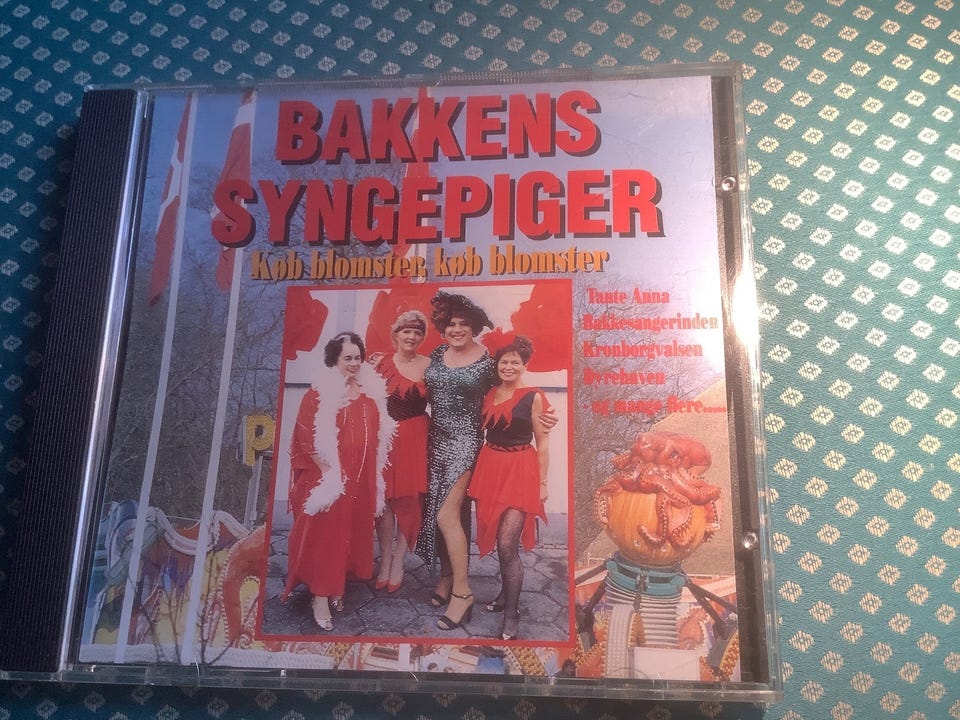 BAKKENS
SYNGEPIGER
Køb blomster, køb blomster
Tante Anna
Bakkesangerinden
Kronborgvalsen
Dyrehaven
- og mange flere.....
P